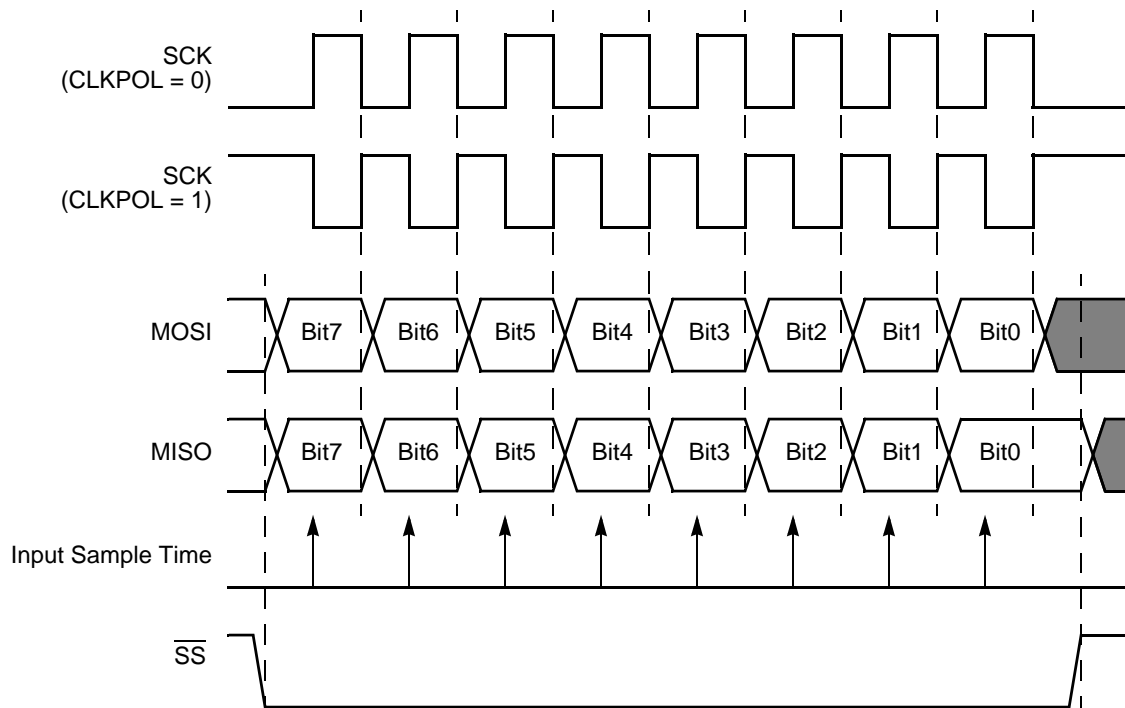 SCK
(CLKPOL = 0)
SCK
(CLKPOL = 1)
MOSI
Bit7 Bit6 Bit5 Bit4 Bit3 Bit2 Bit1 Bit0
MISO
Bit7 Bit6 Bit5 Bit4 Bit3 Bit2 Bit1 Bit0
Input Sample Time
S̅S̅